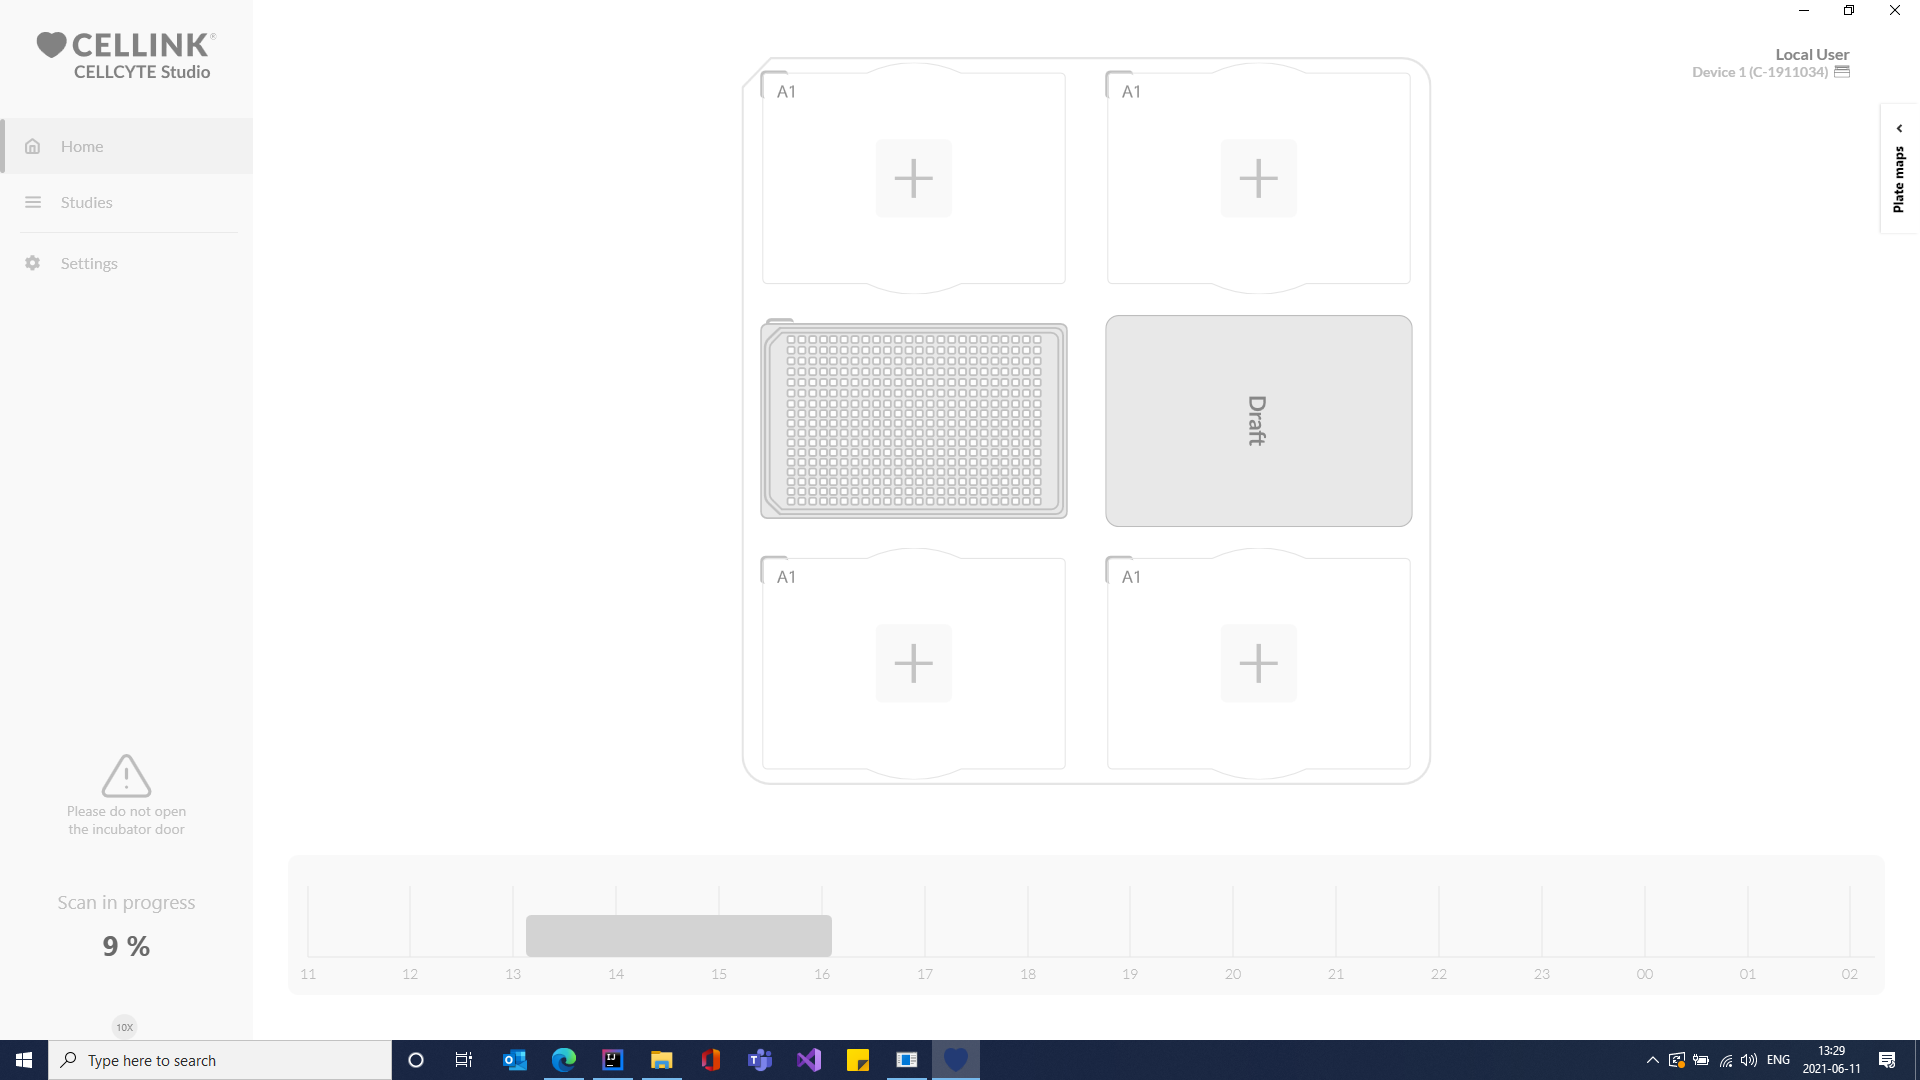 CELLINK®
CELLCYTE Studio
Local User
Device 1 (C-1911034)
Home
Studies
Settings
Plate maps
A1
A1
Draft
A1
A1
Please do not open
the incubator door
Scan in progress
9 %
10X
11 12 13 14 15 16 17 18 19 20 21 22 23 00 01 02
Type here to search
ENG
13:29
2021-06-11